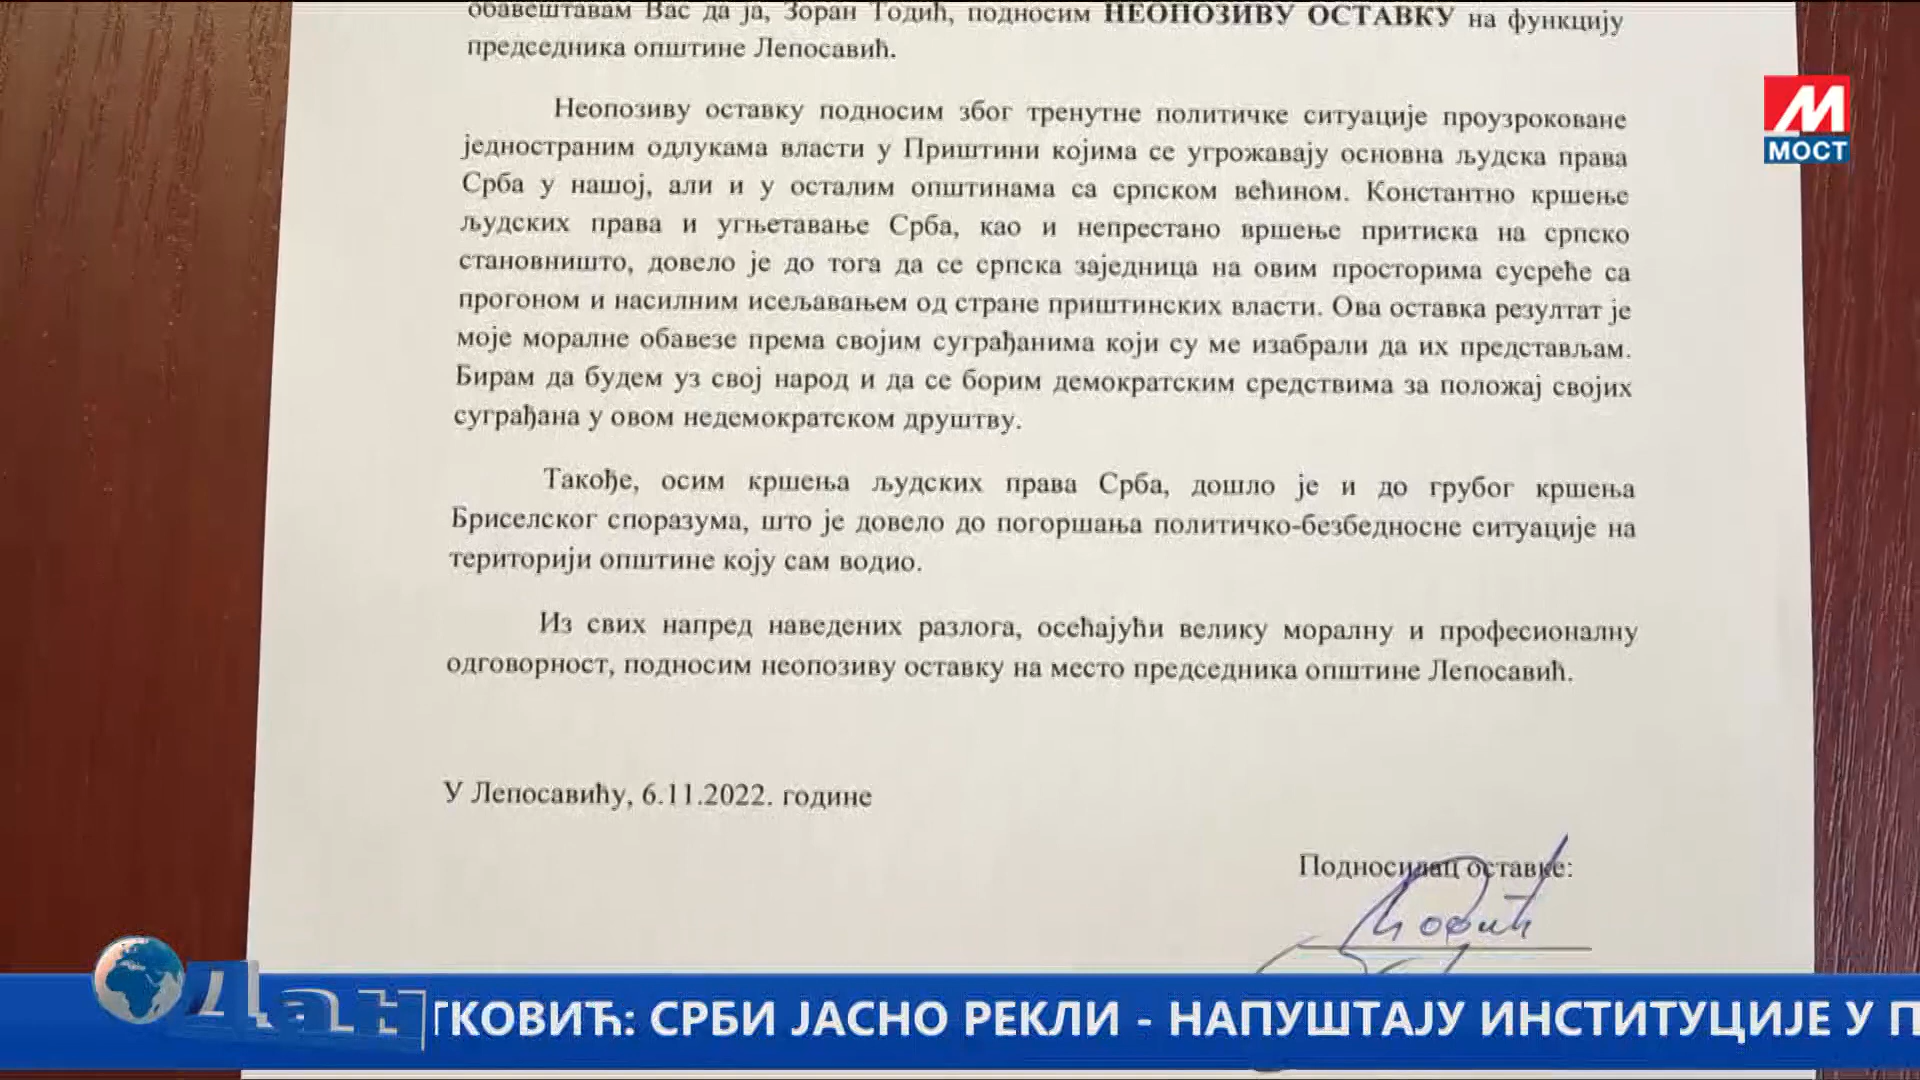 обавештавам Вас да ја, Зоран Тодић, подносим НЕОПОЗИВУ ОСТАВКУ на функцију
председника општине Лепосавић.
Неопозиву оставку подносим због тренутне политичке ситуације проузроковане
једностраним одлукама власти у Приштини којима се угрожавају основна људска права
Срба у нашој, али и у осталим општинама са српском већином. Константно кршење
људских права и угњетавање Срба, као и непрестано вршење притиска на српско
становништо, довело је до тога да се српска заједница на овим просторима сусреће са
прогоном и насилним исељавањем од стране приштинских власти. Ова оставка резултат је
моје моралне обавезе према својим суграђанима који су ме изабрали да их представљам.
Бирам да будем уз свој народ и да се борим демократским средствима за положај својих
суграђана у овом недемократском друштву.
Такође, осим кршења људских права Срба, дошло је и до грубог кршења
Бриселског споразума, што је довело до погоршања политичко-безбедносне ситуације на
територији општине коју сам водио.
Из свих напред наведених разлога, осећајући велику моралну и професионалну
одговорност, подносим неопозиву оставку на место председника општине Лепосавић.
У Лепосавићу, 6.11.2022. године
Подносилац оставке:
Тодић
М
МОСТ
Дан
ТКОВИЋ: СРБИ ЈАСНО РЕКЛИ - НАПУШТАЈУ ИНСТИТУЦИЈЕ У П